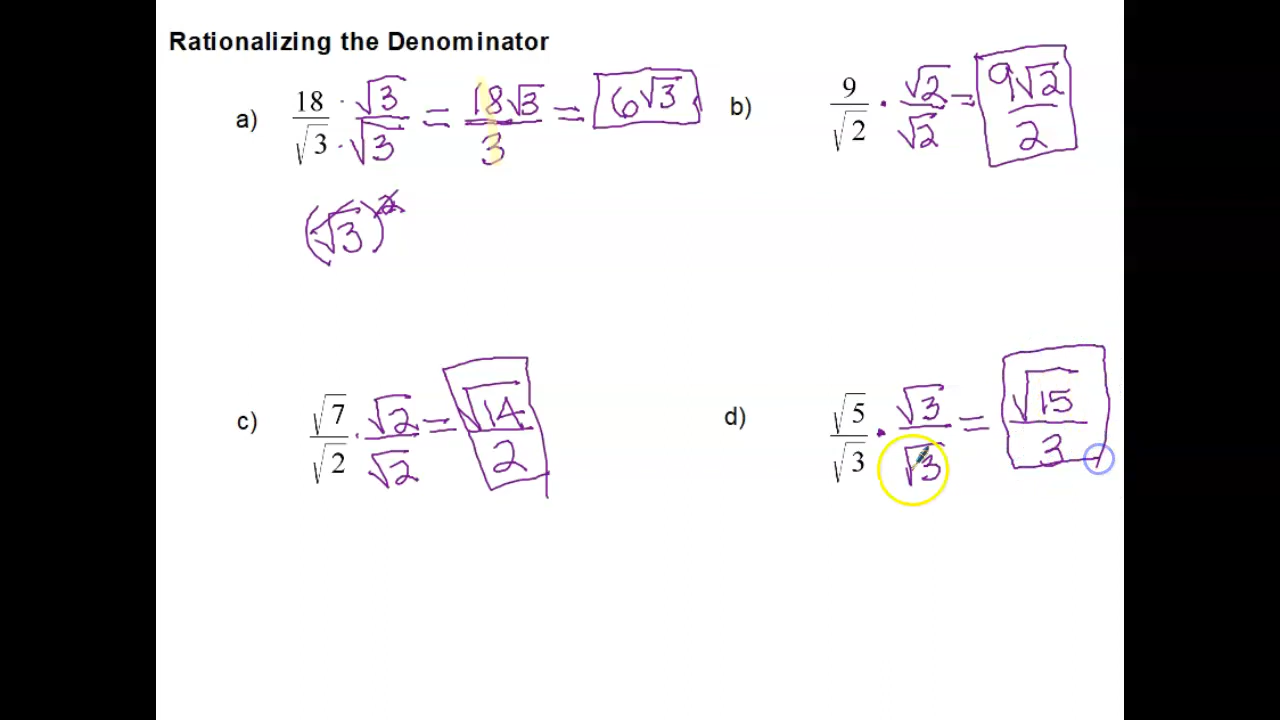 Rationalizing the Denominator
a) 18/√3 · √3/√3 = 18√3/3 = 6√3
b) 9/√2 · √2/√2 = 9√2/2
(√3)²
c) √7/√2 · √2/√2 = √14/2
d) √5/√3 · √3/√3 = √15/3